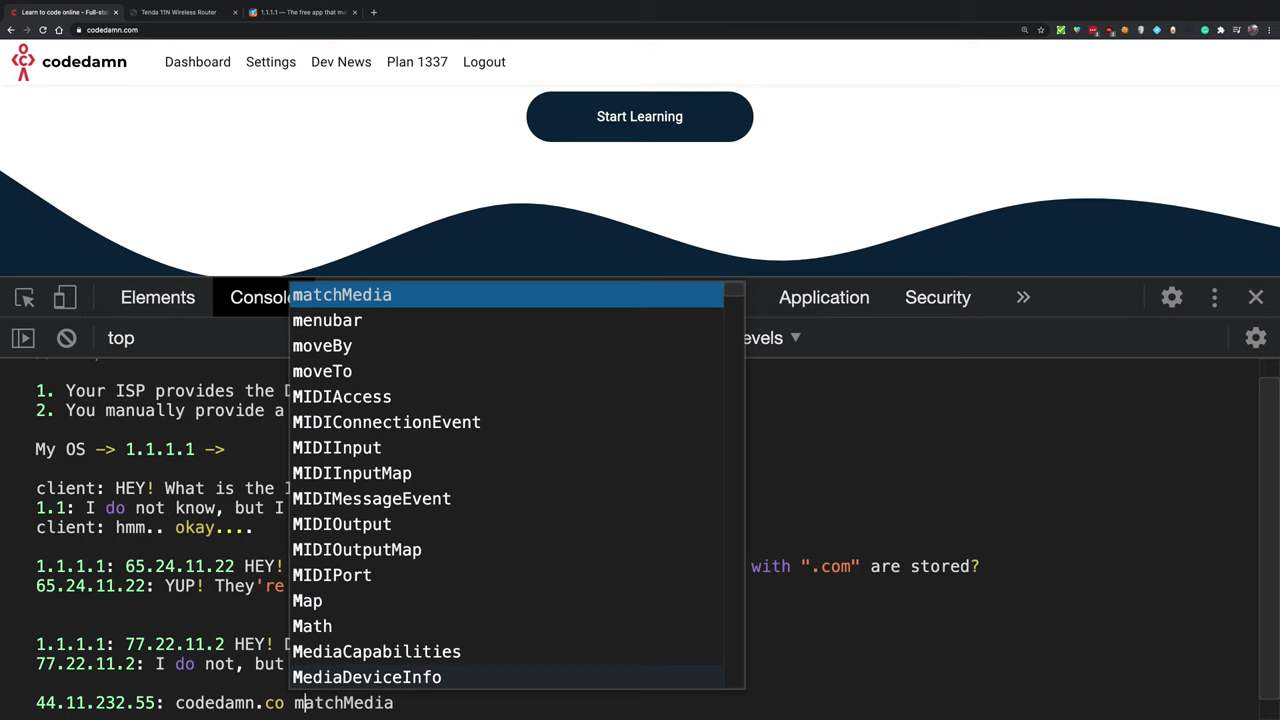 Learn to code online - Full-sta
Tenda 11N Wireless Router
1.1.1.1 — The free app that ma
codedamn.com
codedamn
Dashboard
Settings
Dev News
Plan 1337
Logout
Start Learning
Elements
Console
Application
Security
top
evels
matchMedia
menubar
moveBy
moveTo
MIDIAccess
MIDIConnectionEvent
MIDIInput
MIDIInputMap
MIDIMessageEvent
MIDIOutput
MIDIOutputMap
MIDIPort
Map
Math
MediaCapabilities
MediaDeviceInfo
1. Your ISP provides the D
2. You manually provide a
My OS -> 1.1.1.1 ->
client: HEY! What is the I
1.1: I do not know, but I
client: hmm.. okay....
1.1.1.1: 65.24.11.22 HEY! with ".com" are stored?
65.24.11.22: YUP! They're
1.1.1.1: 77.22.11.2 HEY! D
77.22.11.2: I do not, but
44.11.232.55: codedamn.co matchMedia